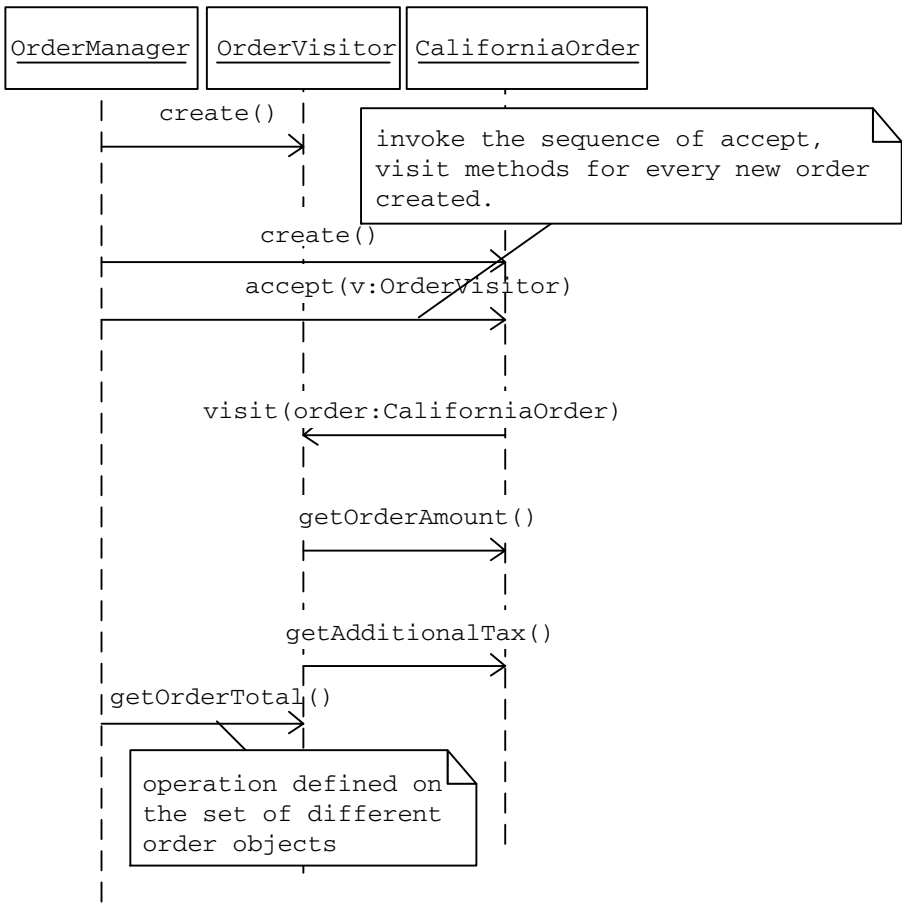 OrderManager OrderVisitor CaliforniaOrder
create()
invoke the sequence of accept,
visit methods for every new order
created.
create()
accept(v:OrderVisitor)
visit(order:CaliforniaOrder)
getOrderAmount()
getAdditionalTax()
getOrderTotal()
operation defined on
the set of different
order objects